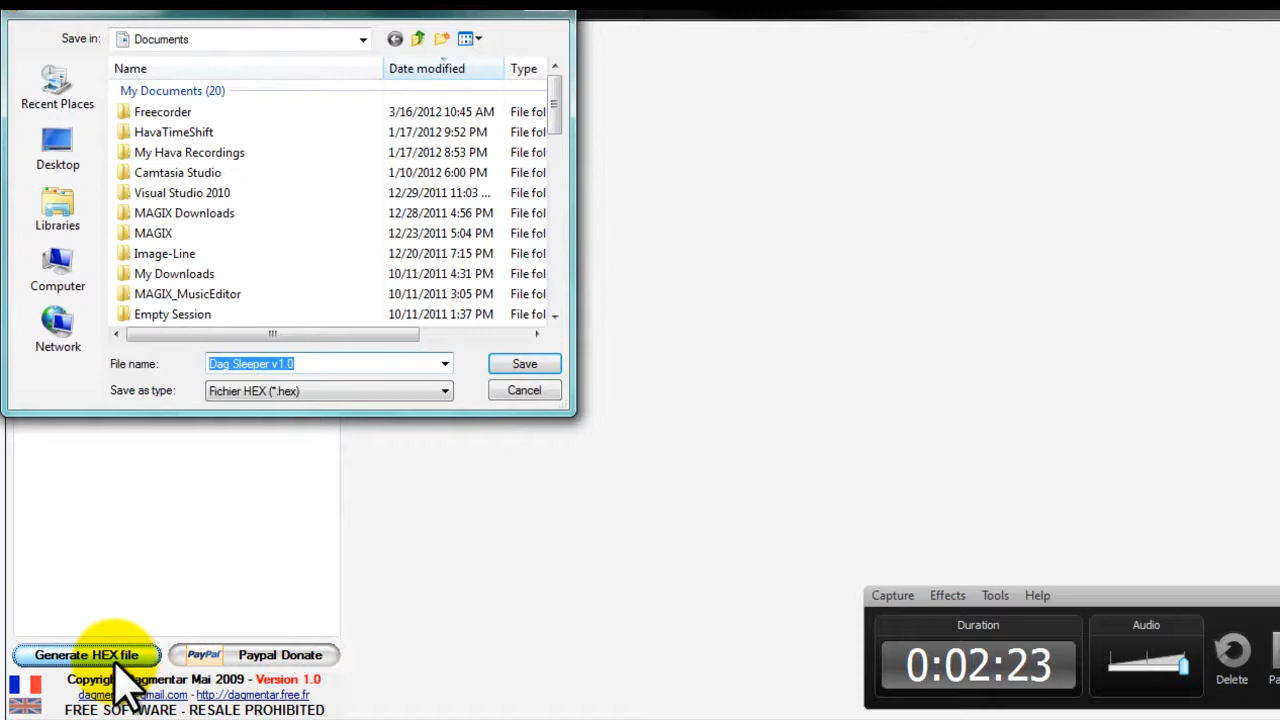 Save in: Documents
Name Date modified Type
My Documents (20)
Freecorder 3/16/2012 10:45 AM File fol
HavaTimeShift 1/17/2012 9:52 PM File fol
My Hava Recordings 1/17/2012 8:53 PM File fol
Camtasia Studio 1/10/2012 6:00 PM File fol
Visual Studio 2010 12/29/2011 11:03 ... File fol
MAGIX Downloads 12/28/2011 4:56 PM File fol
MAGIX 12/23/2011 5:04 PM File fol
Image-Line 12/20/2011 7:15 PM File fol
My Downloads 10/11/2011 4:31 PM File fol
MAGIX_MusicEditor 10/11/2011 3:05 PM File fol
Empty Session 10/11/2011 1:37 PM File fol
Recent Places
Desktop
Libraries
Computer
Network
File name: Dag Sleeper v1.0 Save
Save as type: Fichier HEX (*.hex) Cancel
Generate HEX file PayPal Paypal Donate
Mai 2009 - Version 1.0
- http://dagmentar.free.fr
FREE SOFTWARE - RESALE PROHIBITED
Capture Effects Tools Help
Duration Audio
0:02:23
Delete